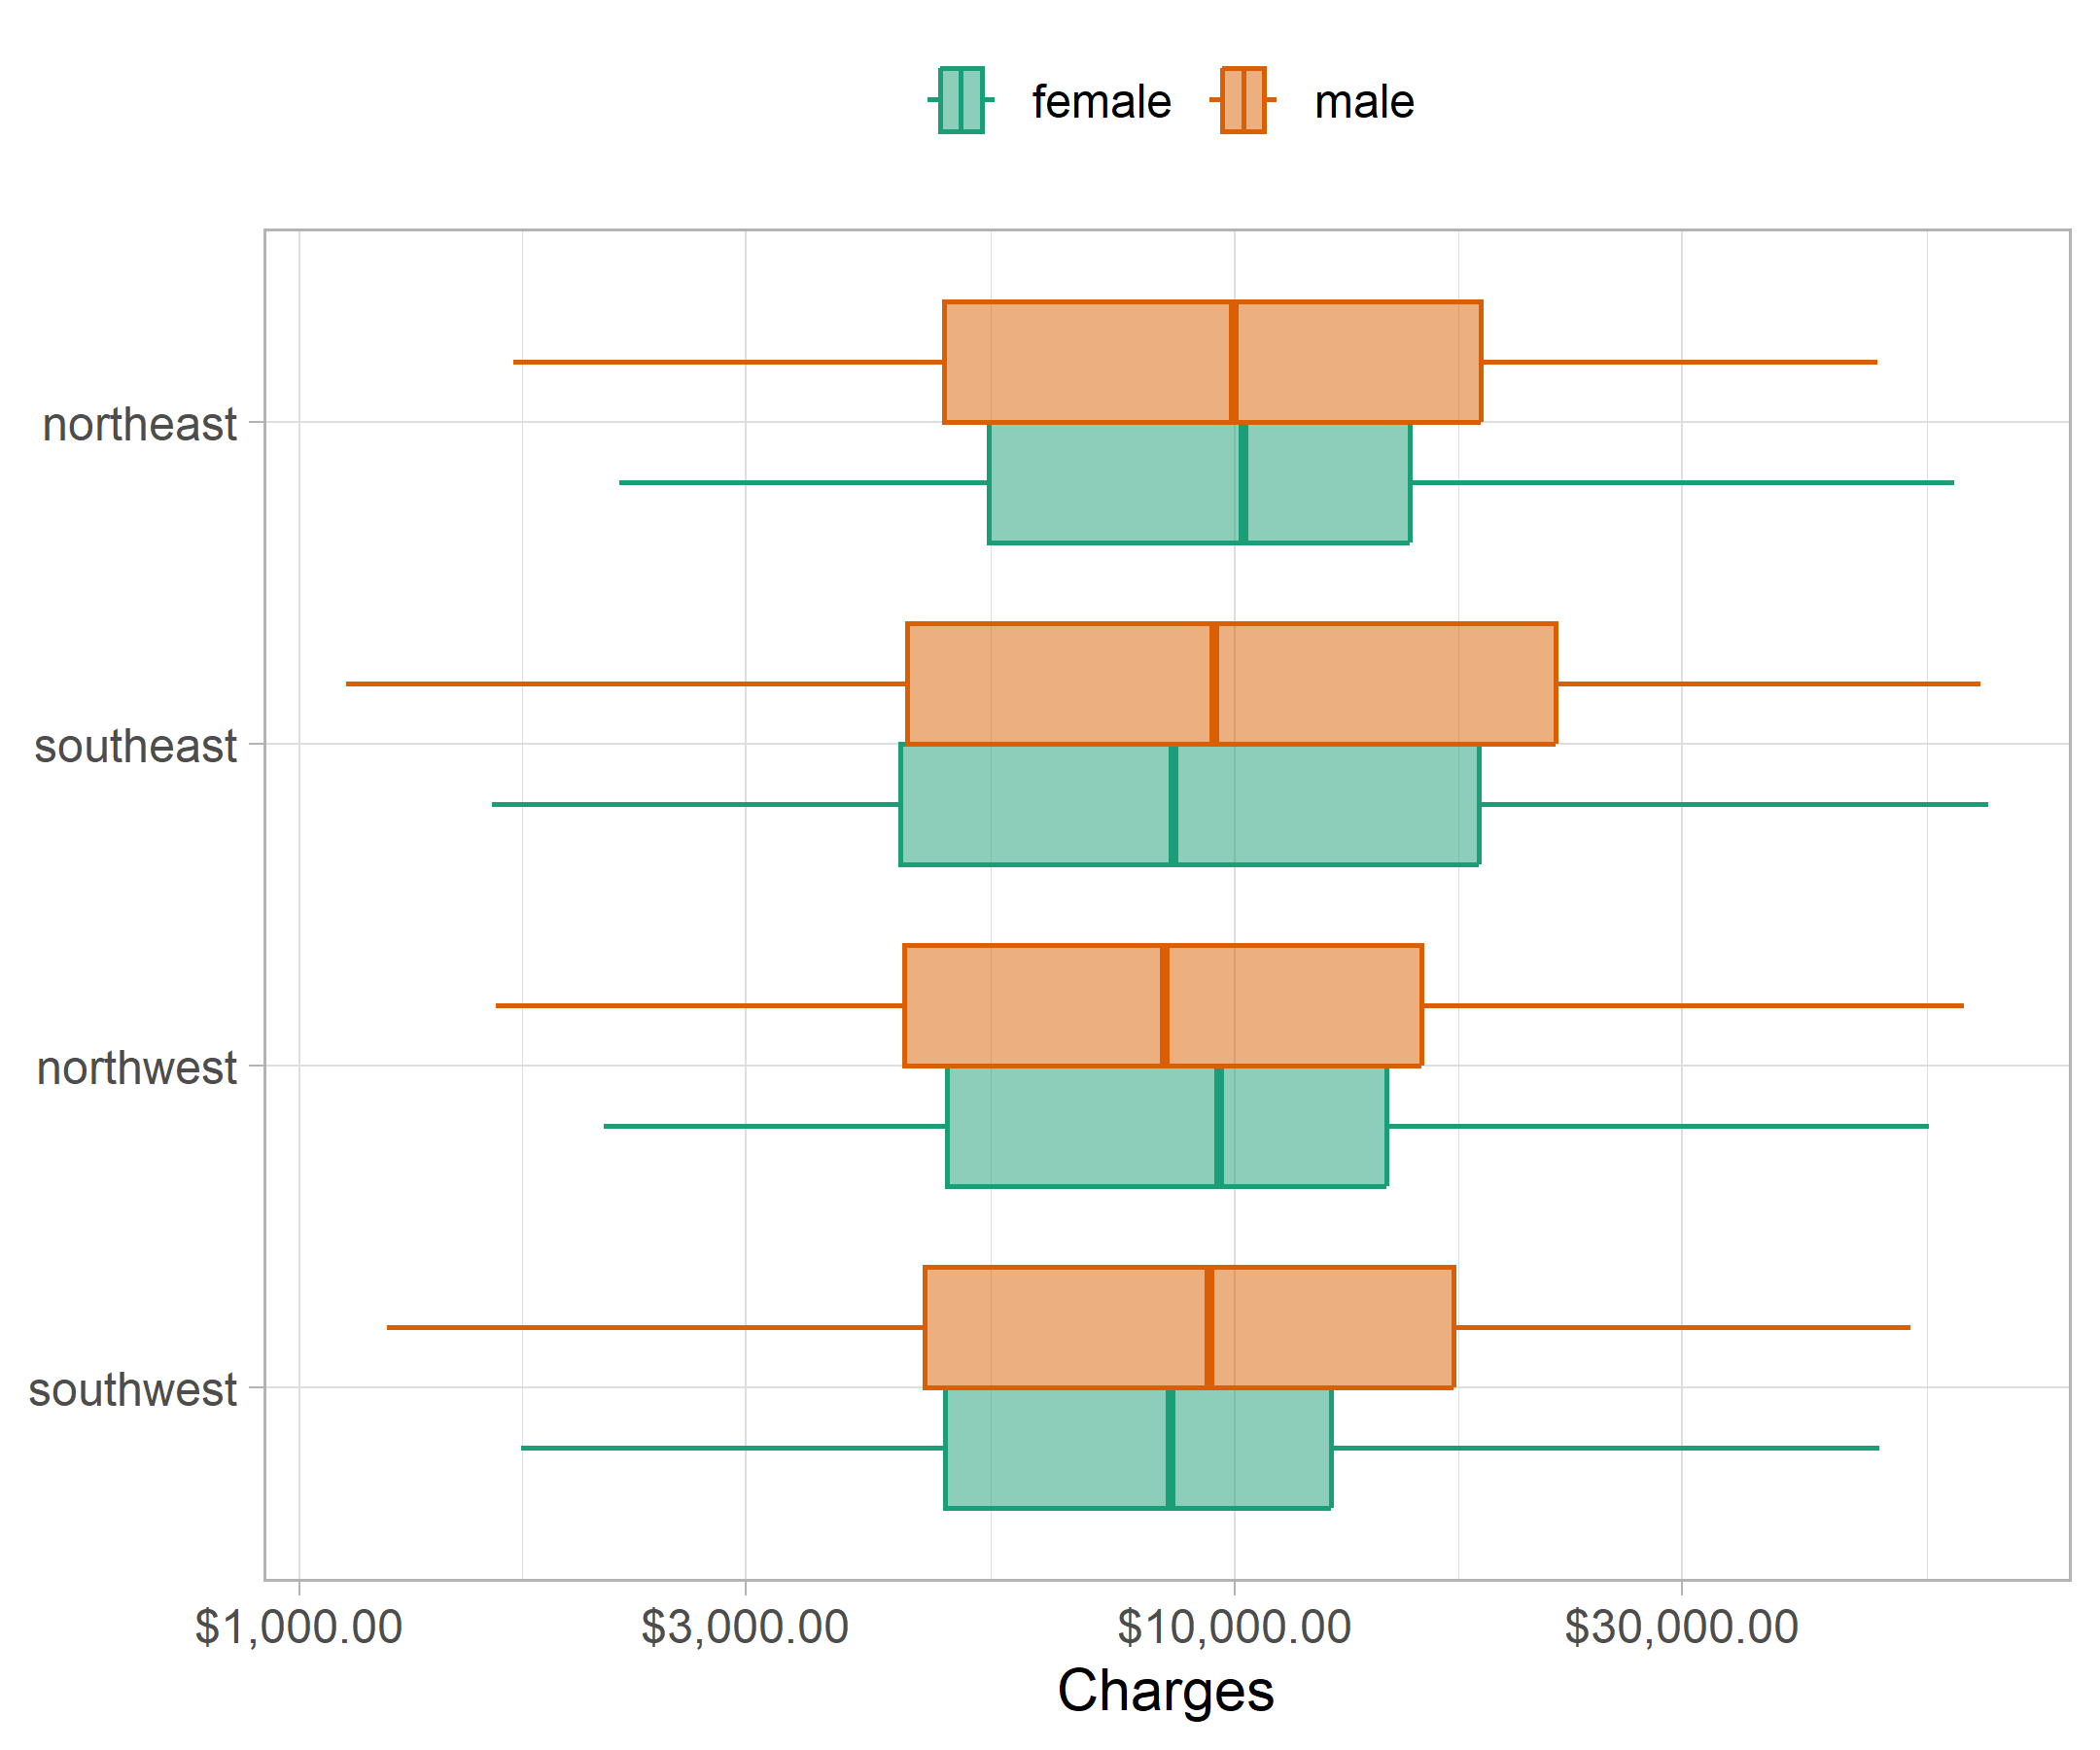 female male
northeast
southeast
northwest
southwest
$1,000.00 $3,000.00 $10,000.00 $30,000.00
Charges